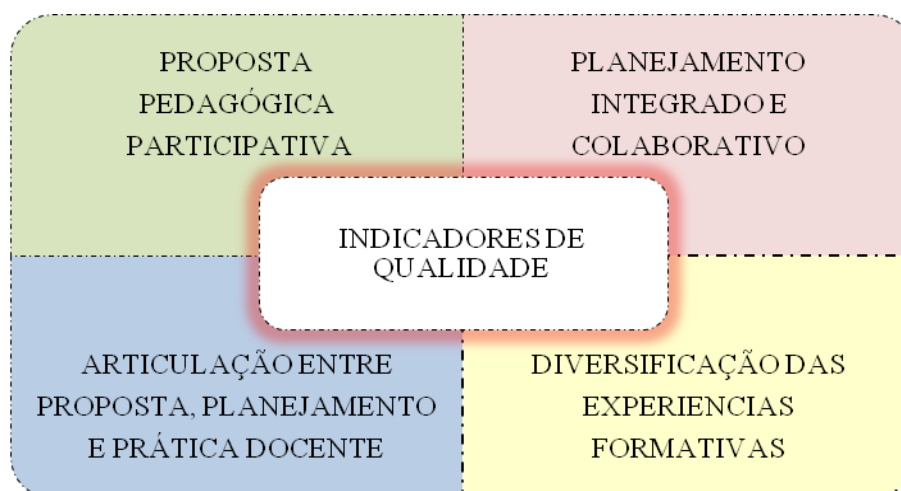 PROPOSTA
PEDAGÓGICA
PARTICIPATIVA
PLANEJAMENTO
INTEGRADO E
COLABORATIVO
INDICADORES DE
QUALIDADE
ARTICULAÇÃO ENTRE
PROPOSTA, PLANEJAMENTO
E PRÁTICA DOCENTE
DIVERSIFICAÇÃO DAS
EXPERIENCIAS
FORMATIVAS